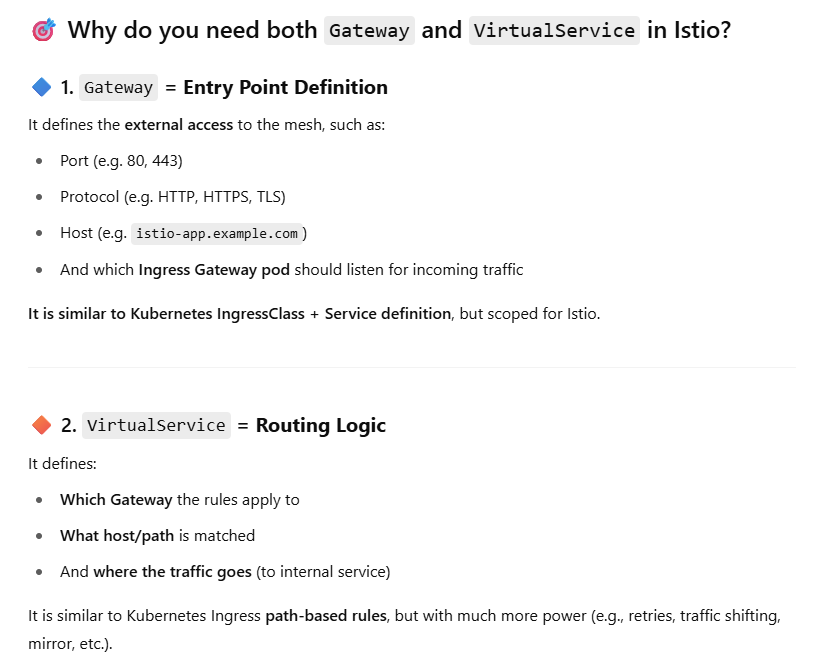 🎯 Why do you need both Gateway and VirtualService in Istio?
🔷 1. Gateway = Entry Point Definition
It defines the external access to the mesh, such as:
• Port (e.g. 80, 443)
• Protocol (e.g. HTTP, HTTPS, TLS)
• Host (e.g. istio-app.example.com)
• And which Ingress Gateway pod should listen for incoming traffic
It is similar to Kubernetes IngressClass + Service definition, but scoped for Istio.
🔶 2. VirtualService = Routing Logic
It defines:
• Which Gateway the rules apply to
• What host/path is matched
• And where the traffic goes (to internal service)
It is similar to Kubernetes Ingress path-based rules, but with much more power (e.g., retries, traffic shifting,
mirror, etc.).